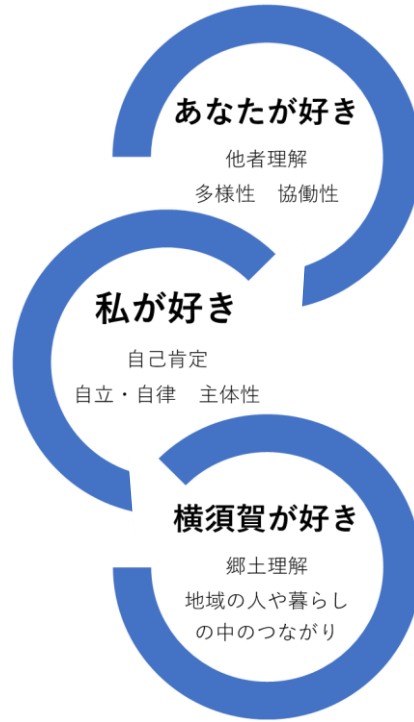 あなたが好き
他者理解
多様性　協働性
私が好き
自己肯定
自立・自律　主体性
横須賀が好き
郷土理解
地域の人や暮らし
の中のつながり